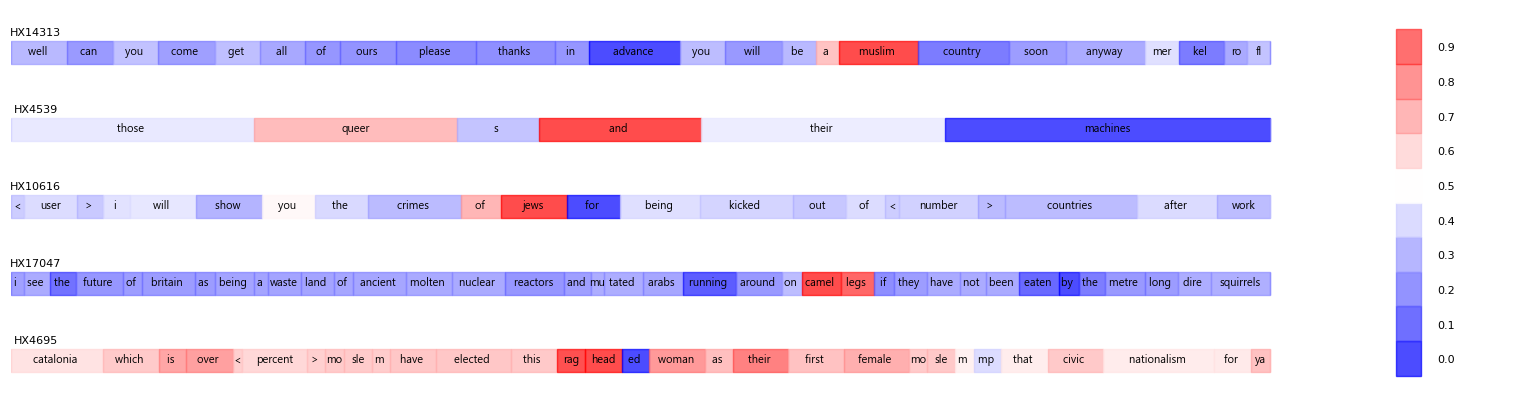 HX14313
well can you come get all of ours please thanks in advance you will be a muslim country soon anyway mer kel ro fl
HX4539
those queer s and their machines
HX10616
< user > i will show you the crimes of jews for being kicked out of < number > countries after work
HX17047
i see the future of britain as being a waste land of ancient molten nuclear reactors and mu tated arabs running around on camel legs if they have not been eaten by the metre long dire squirrels
HX4695
catalonia which is over < percent > mo sle m have elected this rag head ed woman as their first female mo sle m mp that civic nationalism for ya
0.9
0.8
0.7
0.6
0.5
0.4
0.3
0.2
0.1
0.0